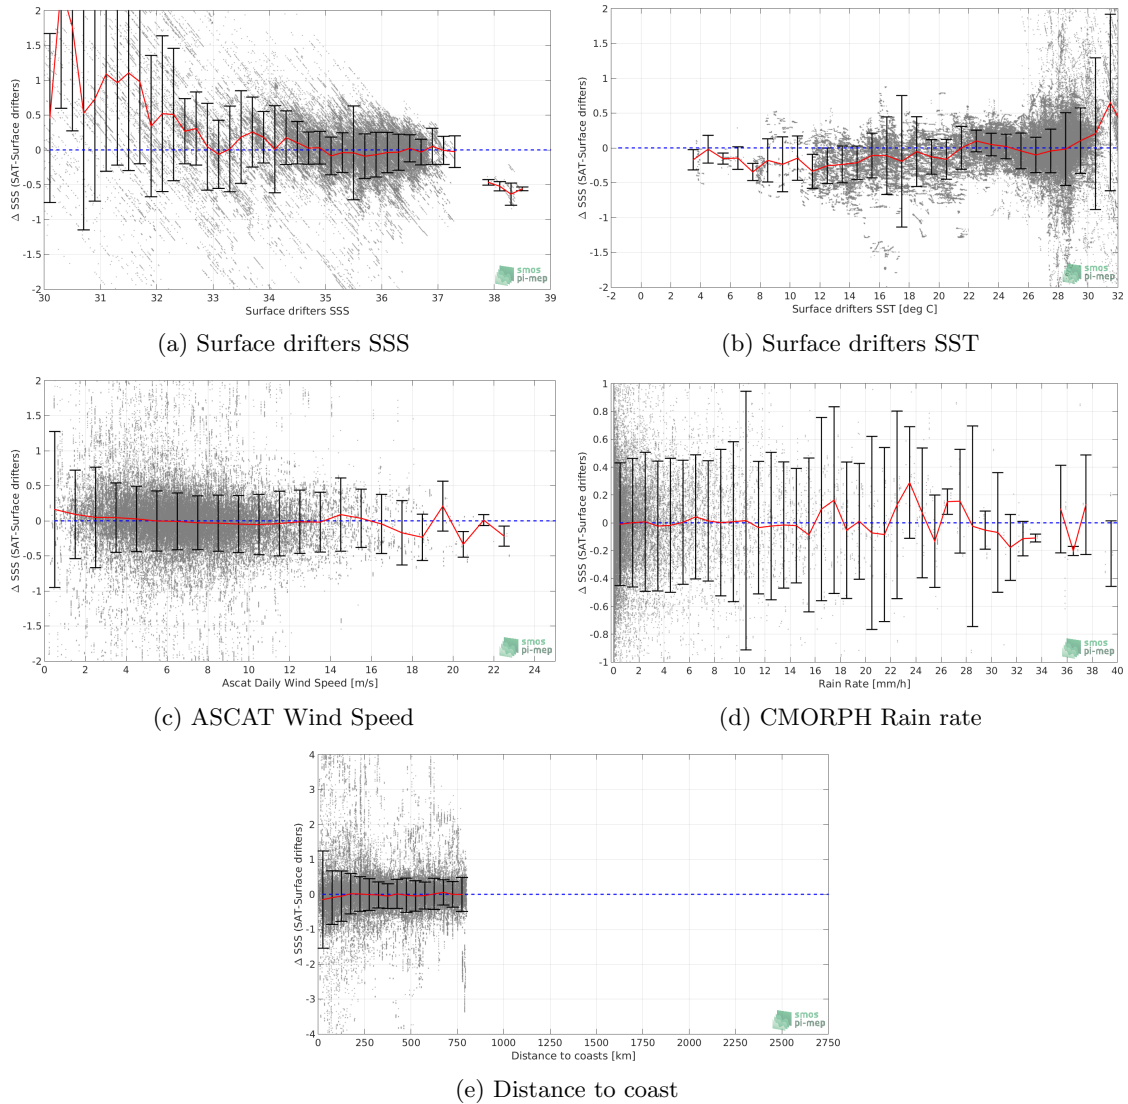 Δ SSS (SAT-Surface drifters)
2
1.5
1
0.5
0
-0.5
-1
-1.5
-2
30 31 32 33 34 35 36 37 38 39
Surface drifters SSS
smos
pi-mep
(a) Surface drifters SSS
Δ SSS (SAT-Surface drifters)
2
1.5
1
0.5
0
-0.5
-1
-1.5
-2
-2 0 2 4 6 8 10 12 14 16 18 20 22 24 26 28 30 32
Surface drifters SST [deg C]
smos
pi-mep
(b) Surface drifters SST
Δ SSS (SAT-Surface drifters)
2
1.5
1
0.5
0
-0.5
-1
-1.5
-2
0 2 4 6 8 10 12 14 16 18 20 22 24
Ascat Daily Wind Speed [m/s]
smos
pi-mep
(c) ASCAT Wind Speed
Δ SSS (SAT-Surface drifters)
1
0.8
0.6
0.4
0.2
0
-0.2
-0.4
-0.6
-0.8
-1
0 2 4 6 8 10 12 14 16 18 20 22 24 26 28 30 32 34 36 38 40
Rain Rate [mm/h]
smos
pi-mep
(d) CMORPH Rain rate
Δ SSS (SAT-Surface drifters)
4
3
2
1
0
-1
-2
-3
-4
0 250 500 750 1000 1250 1500 1750 2000 2250 2500 2750
Distance to coasts [km]
smos
pi-mep
(e) Distance to coast